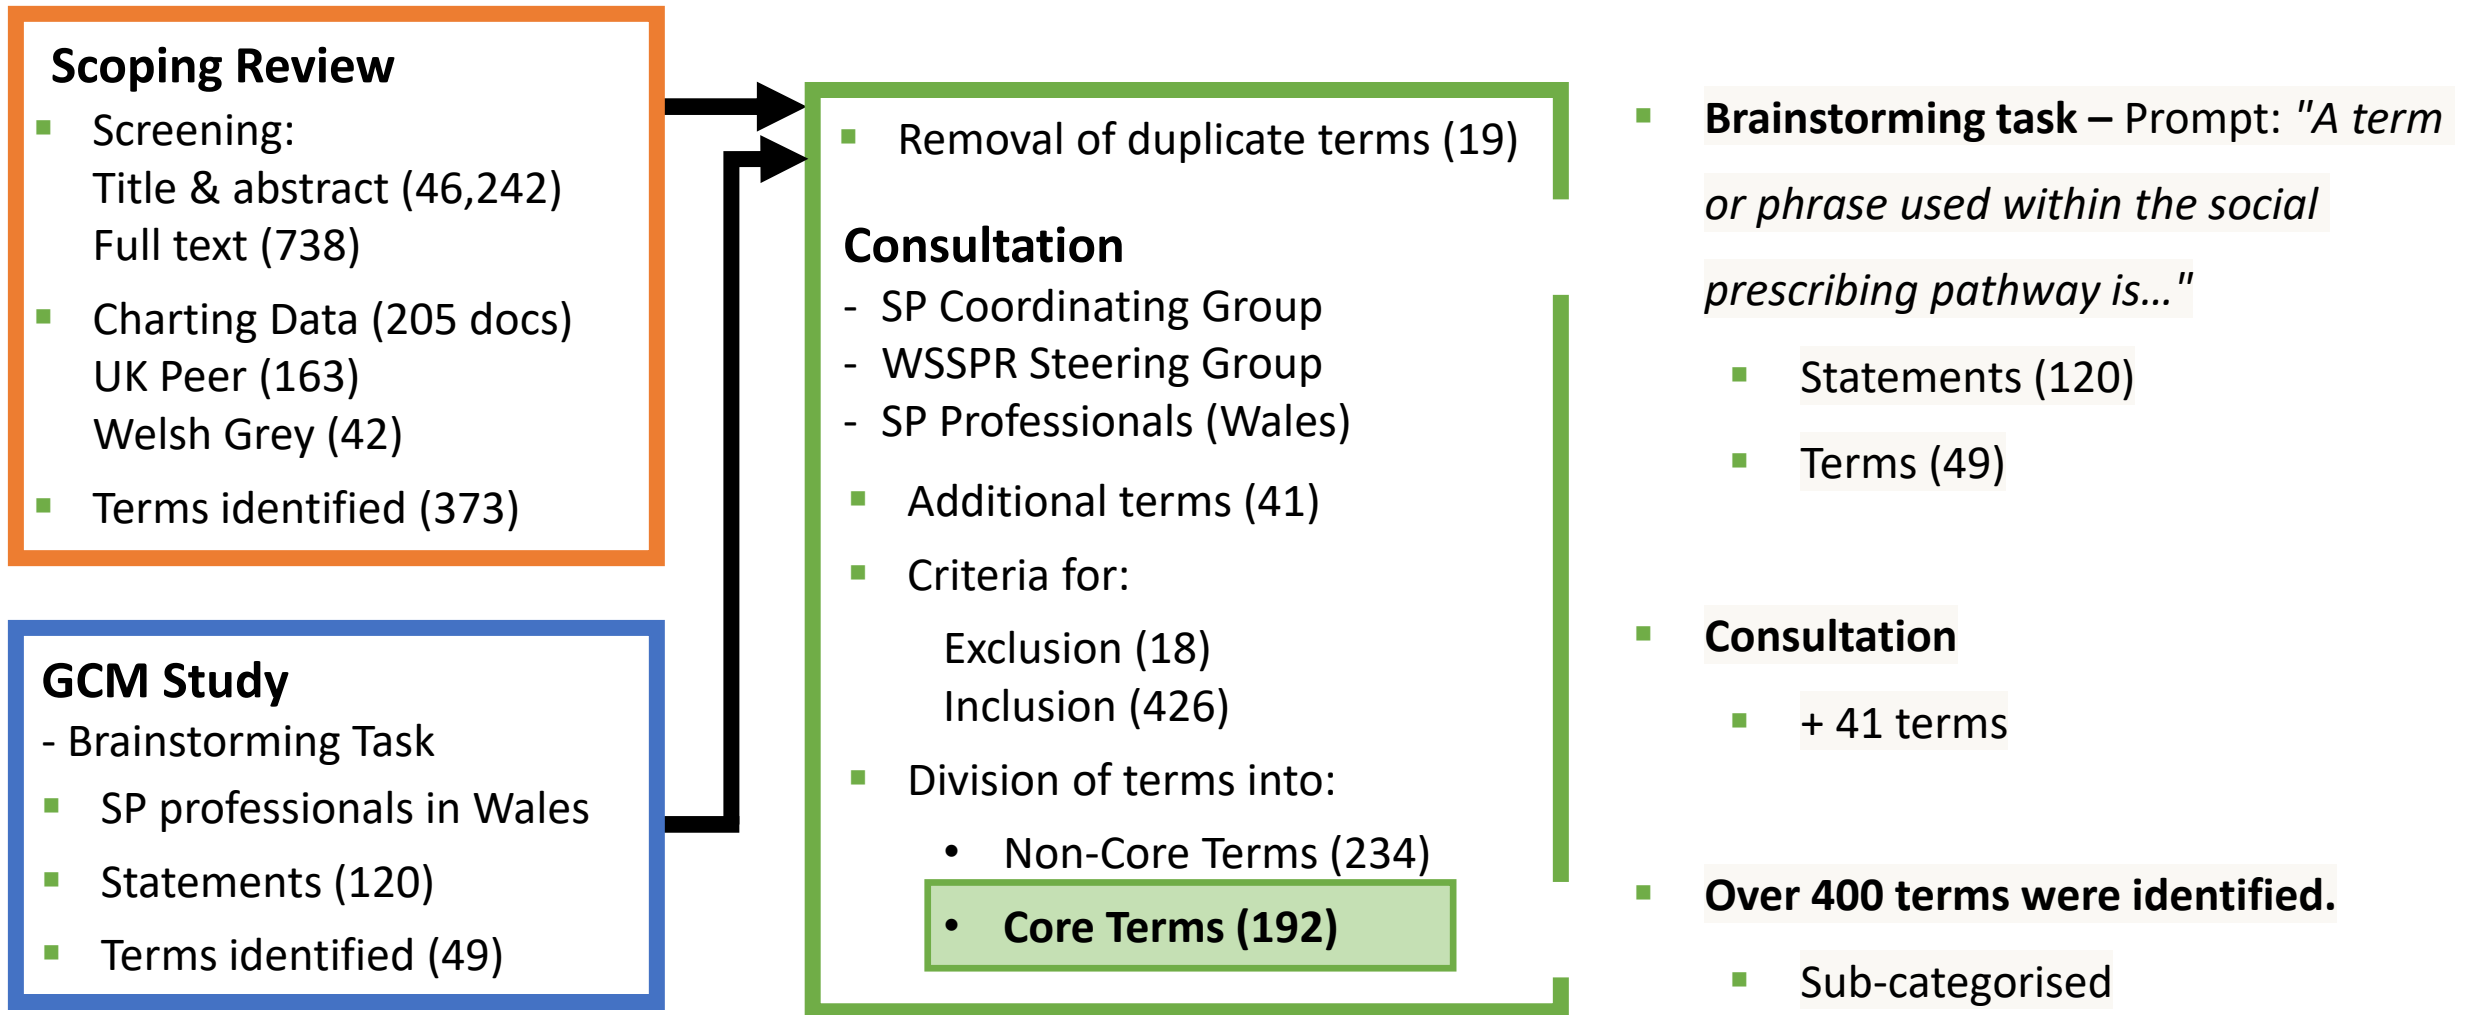 Scoping Review
▪ Screening:
Title & abstract (46,242)
Full text (738)
▪ Charting Data (205 docs)
UK Peer (163)
Welsh Grey (42)
▪ Terms identified (373)
GCM Study
- Brainstorming Task
▪ SP professionals in Wales
▪ Statements (120)
▪ Terms identified (49)
▪ Removal of duplicate terms (19)
Consultation
- SP Coordinating Group
- WSSPR Steering Group
- SP Professionals (Wales)
▪ Additional terms (41)
▪ Criteria for:
Exclusion (18)
Inclusion (426)
▪ Division of terms into:
• Non-Core Terms (234)
• Core Terms (192)
▪ Brainstorming task – Prompt: "A term
or phrase used within the social
prescribing pathway is..."
▪ Statements (120)
▪ Terms (49)
▪ Consultation
▪ + 41 terms
▪ Over 400 terms were identified.
▪ Sub-categorised